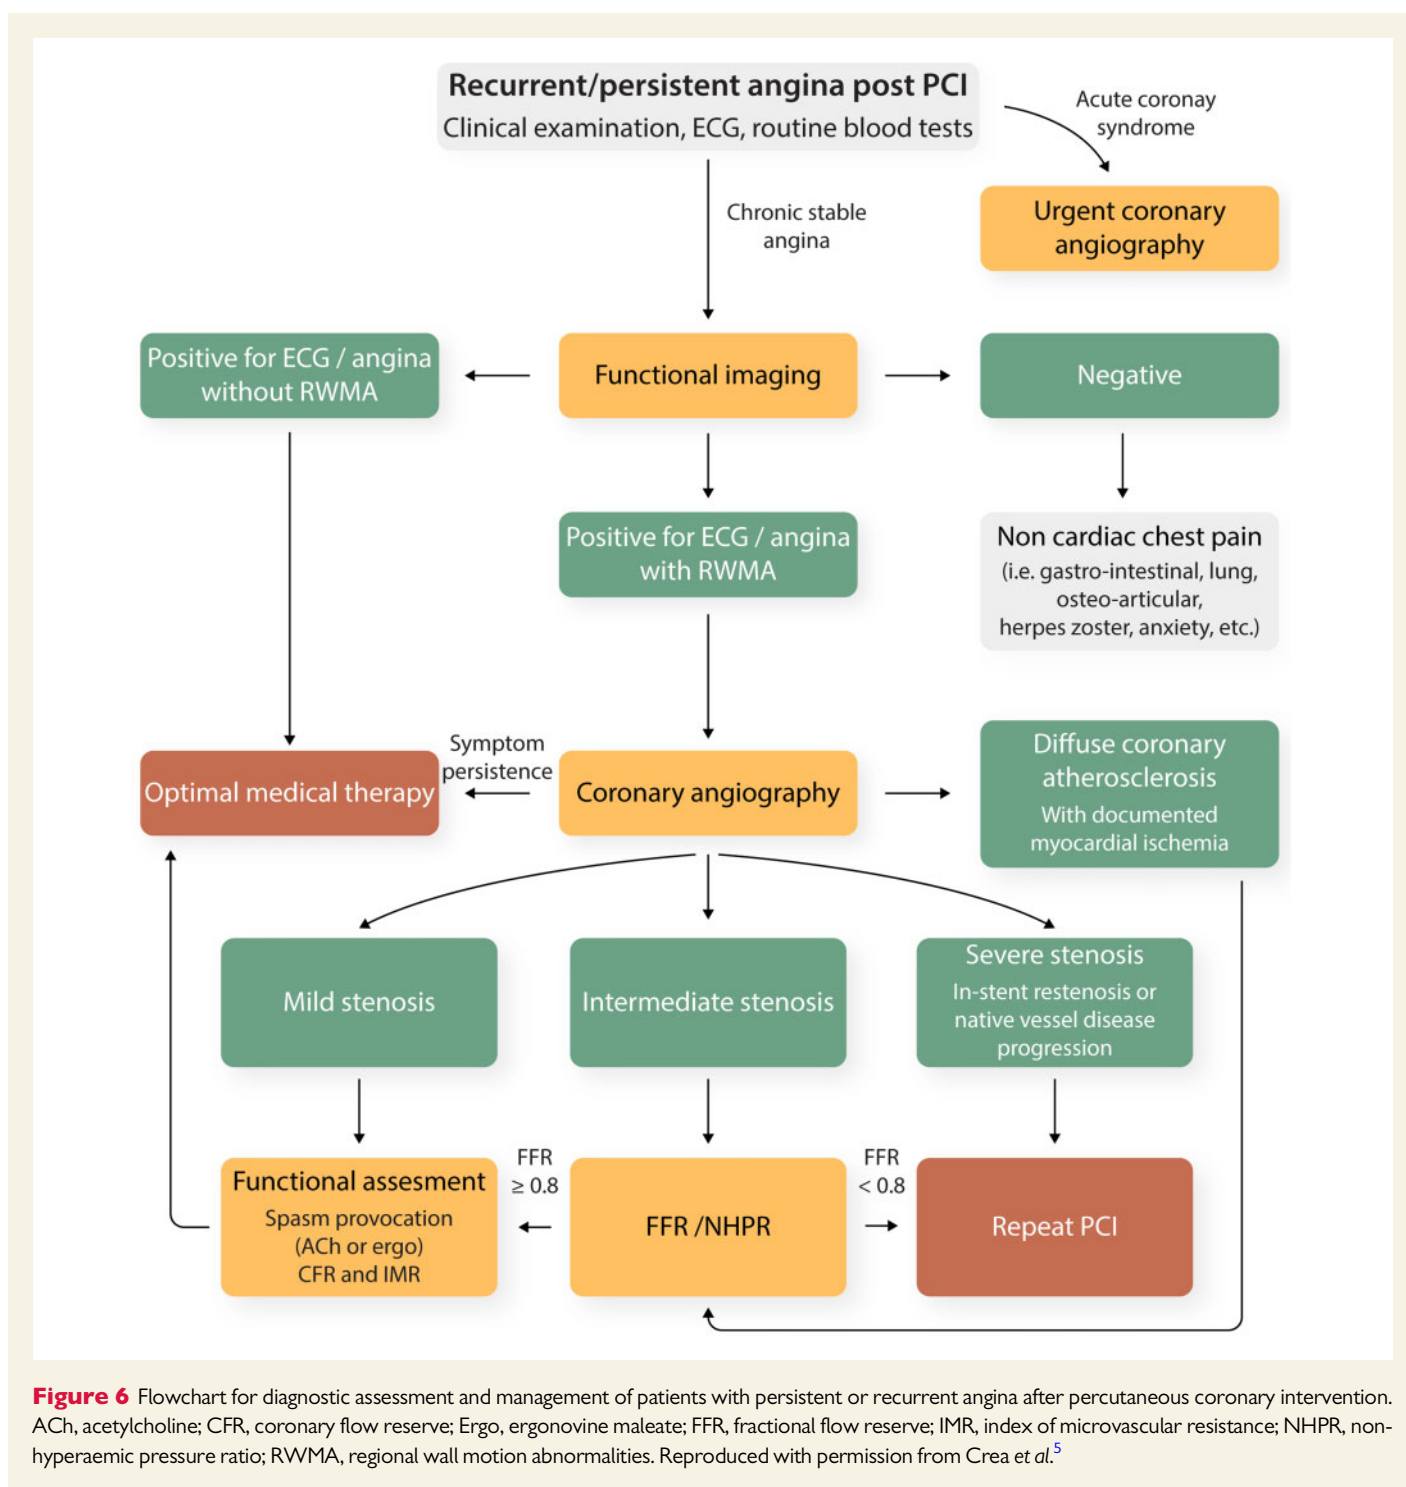 Recurrent/persistent angina post PCI
Clinical examination, ECG, routine blood tests
Acute coronay
syndrome
Urgent coronary
angiography
Chronic stable
angina
Positive for ECG / angina
without RWMA
Functional imaging
Negative
Positive for ECG / angina
with RWMA
Non cardiac chest pain
(i.e. gastro-intestinal, lung,
osteo-articular,
herpes zoster, anxiety, etc.)
Optimal medical therapy
Symptom
persistence
Coronary angiography
Diffuse coronary
atherosclerosis
With documented
myocardial ischemia
Mild stenosis
Intermediate stenosis
Severe stenosis
In-stent restenosis or
native vessel disease
progression
Functional assesment
Spasm provocation
(ACh or ergo)
CFR and IMR
FFR
≥ 0.8
FFR /NHPR
FFR
< 0.8
Repeat PCI
Figure 6 Flowchart for diagnostic assessment and management of patients with persistent or recurrent angina after percutaneous coronary intervention.
ACh, acetylcholine; CFR, coronary flow reserve; Ergo, ergonovine maleate; FFR, fractional flow reserve; IMR, index of microvascular resistance; NHPR, non-
hyperaemic pressure ratio; RWMA, regional wall motion abnormalities. Reproduced with permission from Crea et al.5